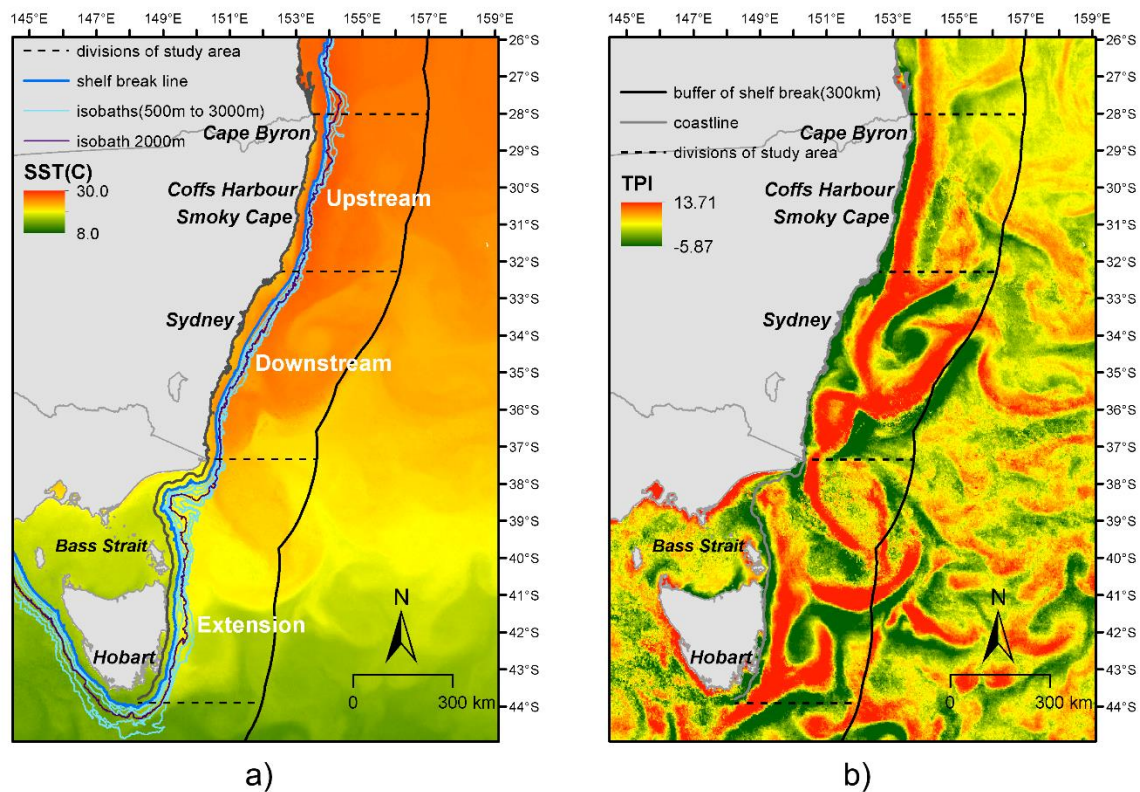 145°E 147°E 149°E 151°E 153°E 155°E 157°E 159°E
26°S
27°S
28°S
29°S
30°S
31°S
32°S
33°S
34°S
35°S
36°S
37°S
38°S
39°S
40°S
41°S
42°S
43°S
44°S
divisions of study area
shelf break line
isobaths(500m to 3000m)
isobath 2000m
SST(C)
30.0
8.0
Cape Byron
Coffs Harbour
Smoky Cape
Upstream
Sydney
Downstream
Bass Strait
Extension
Hobart
N
0 300 km
a)
145°E 147°E 149°E 151°E 153°E 155°E 157°E 159°E
26°S
27°S
28°S
29°S
30°S
31°S
32°S
33°S
34°S
35°S
36°S
37°S
38°S
39°S
40°S
41°S
42°S
43°S
44°S
buffer of shelf break(300km)
coastline
divisions of study area
TPI
13.71
-5.87
Cape Byron
Coffs Harbour
Smoky Cape
Sydney
Bass Strait
Hobart
N
0 300 km
b)